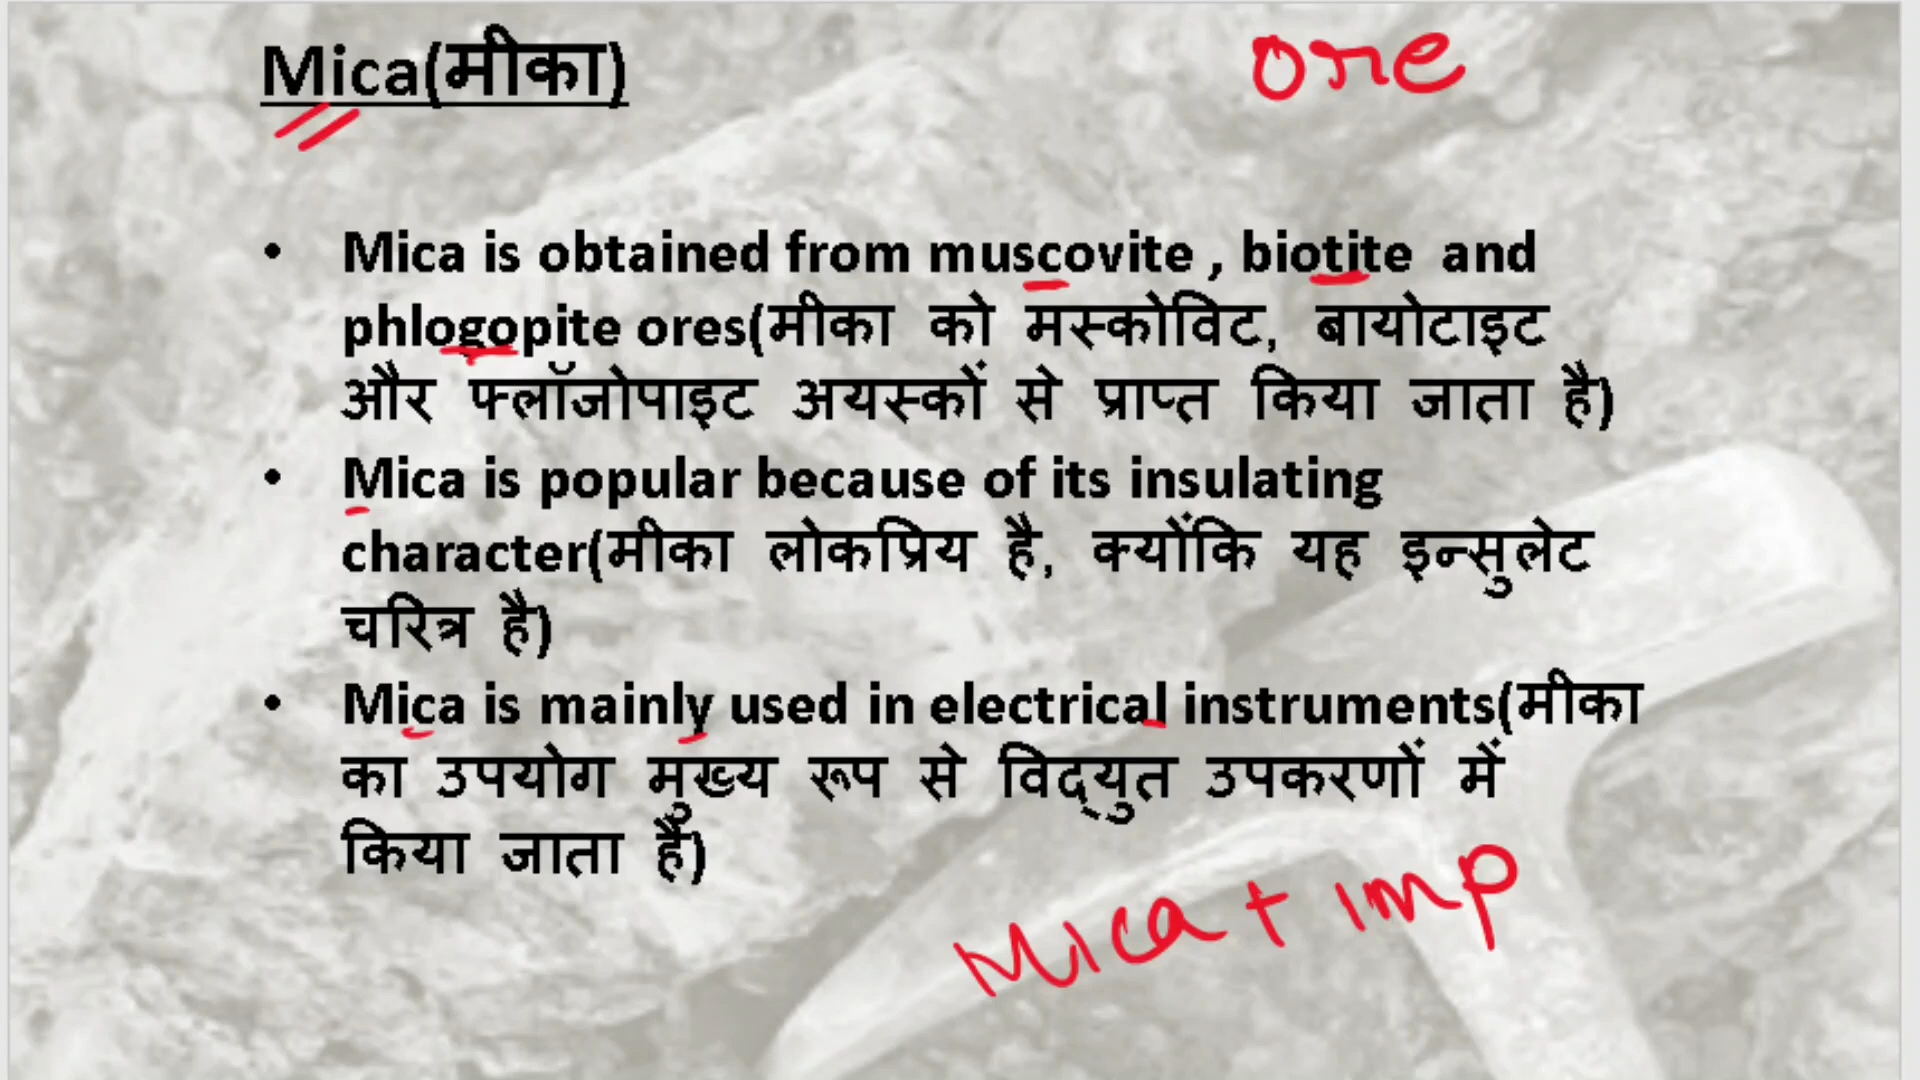 Mica(मीका)
ore
• Mica is obtained from muscovite , biotite and
phlogopite ores(मीका को मस्कोविट, बायोटाइट
और फ्लॉजोपाइट अयस्कों से प्राप्त किया जाता है)
• Mica is popular because of its insulating
character(मीका लोकप्रिय है, क्योंकि यह इन्सुलेट
चरित्र है)
• Mica is mainly used in electrical instruments(मीका
का उपयोग मुख्य रूप से विद्युत उपकरणों में
किया जाता है)
Mica + imp